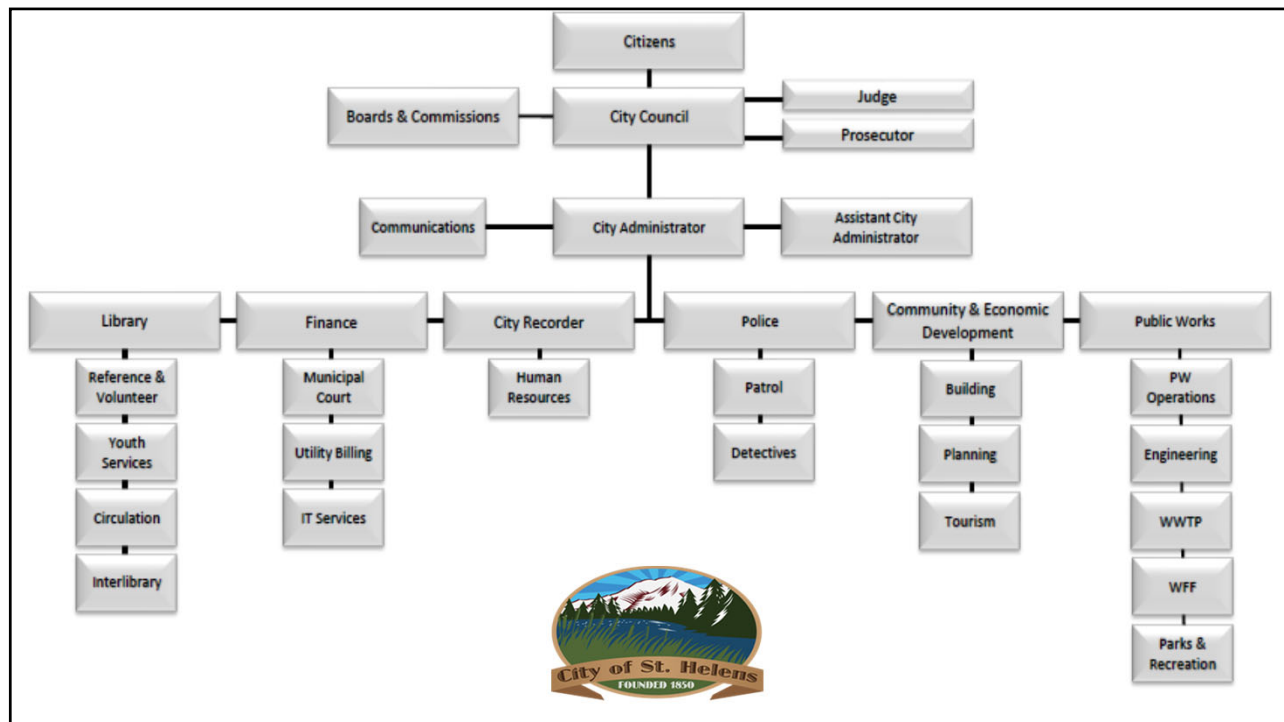 Citizens
Boards & Commissions
City Council
Judge
Prosecutor
Communications
City Administrator
Assistant City
Administrator
Library
Finance
City Recorder
Police
Community & Economic
Development
Public Works
Reference &
Volunteer
Youth
Services
Circulation
Interlibrary
Municipal
Court
Utility Billing
IT Services
Human
Resources
Patrol
Detectives
Building
Planning
Tourism
PW
Operations
Engineering
WWTP
WFF
Parks &
Recreation
City of St. Helens
FOUNDED 1850